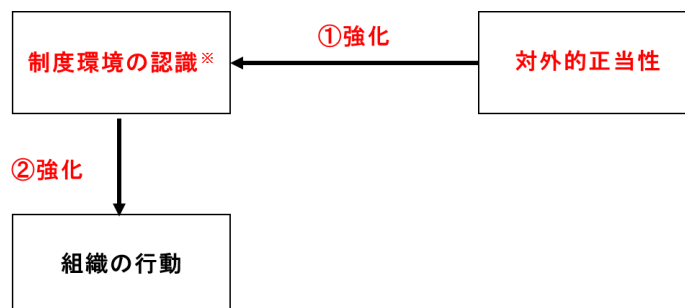 ①強化
制度環境の認識※
対外的正当性
②強化
組織の行動